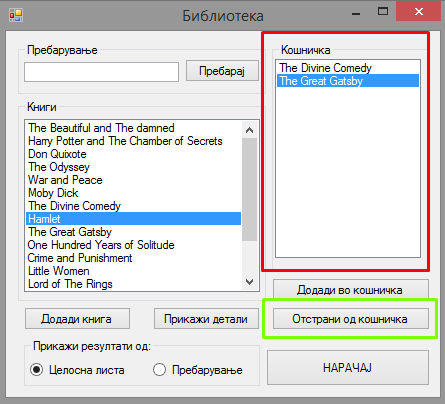 Библиотека
Пребарување
Пребарај
Книги
The Beautiful and The damned
Harry Potter and The Chamber of Secrets
Don Quixote
The Odyssey
War and Peace
Moby Dick
The Divine Comedy
Hamlet
The Great Gatsby
One Hundred Years of Solitude
Crime and Punishment
Little Women
Lord of The Rings
Кошничка
The Divine Comedy
The Great Gatsby
Додади во кошничка
Додади книга
Прикажи детали
Отстрани од кошничка
Прикажи резултати од:
Целосна листа
Пребарување
НАРАЧАЈ